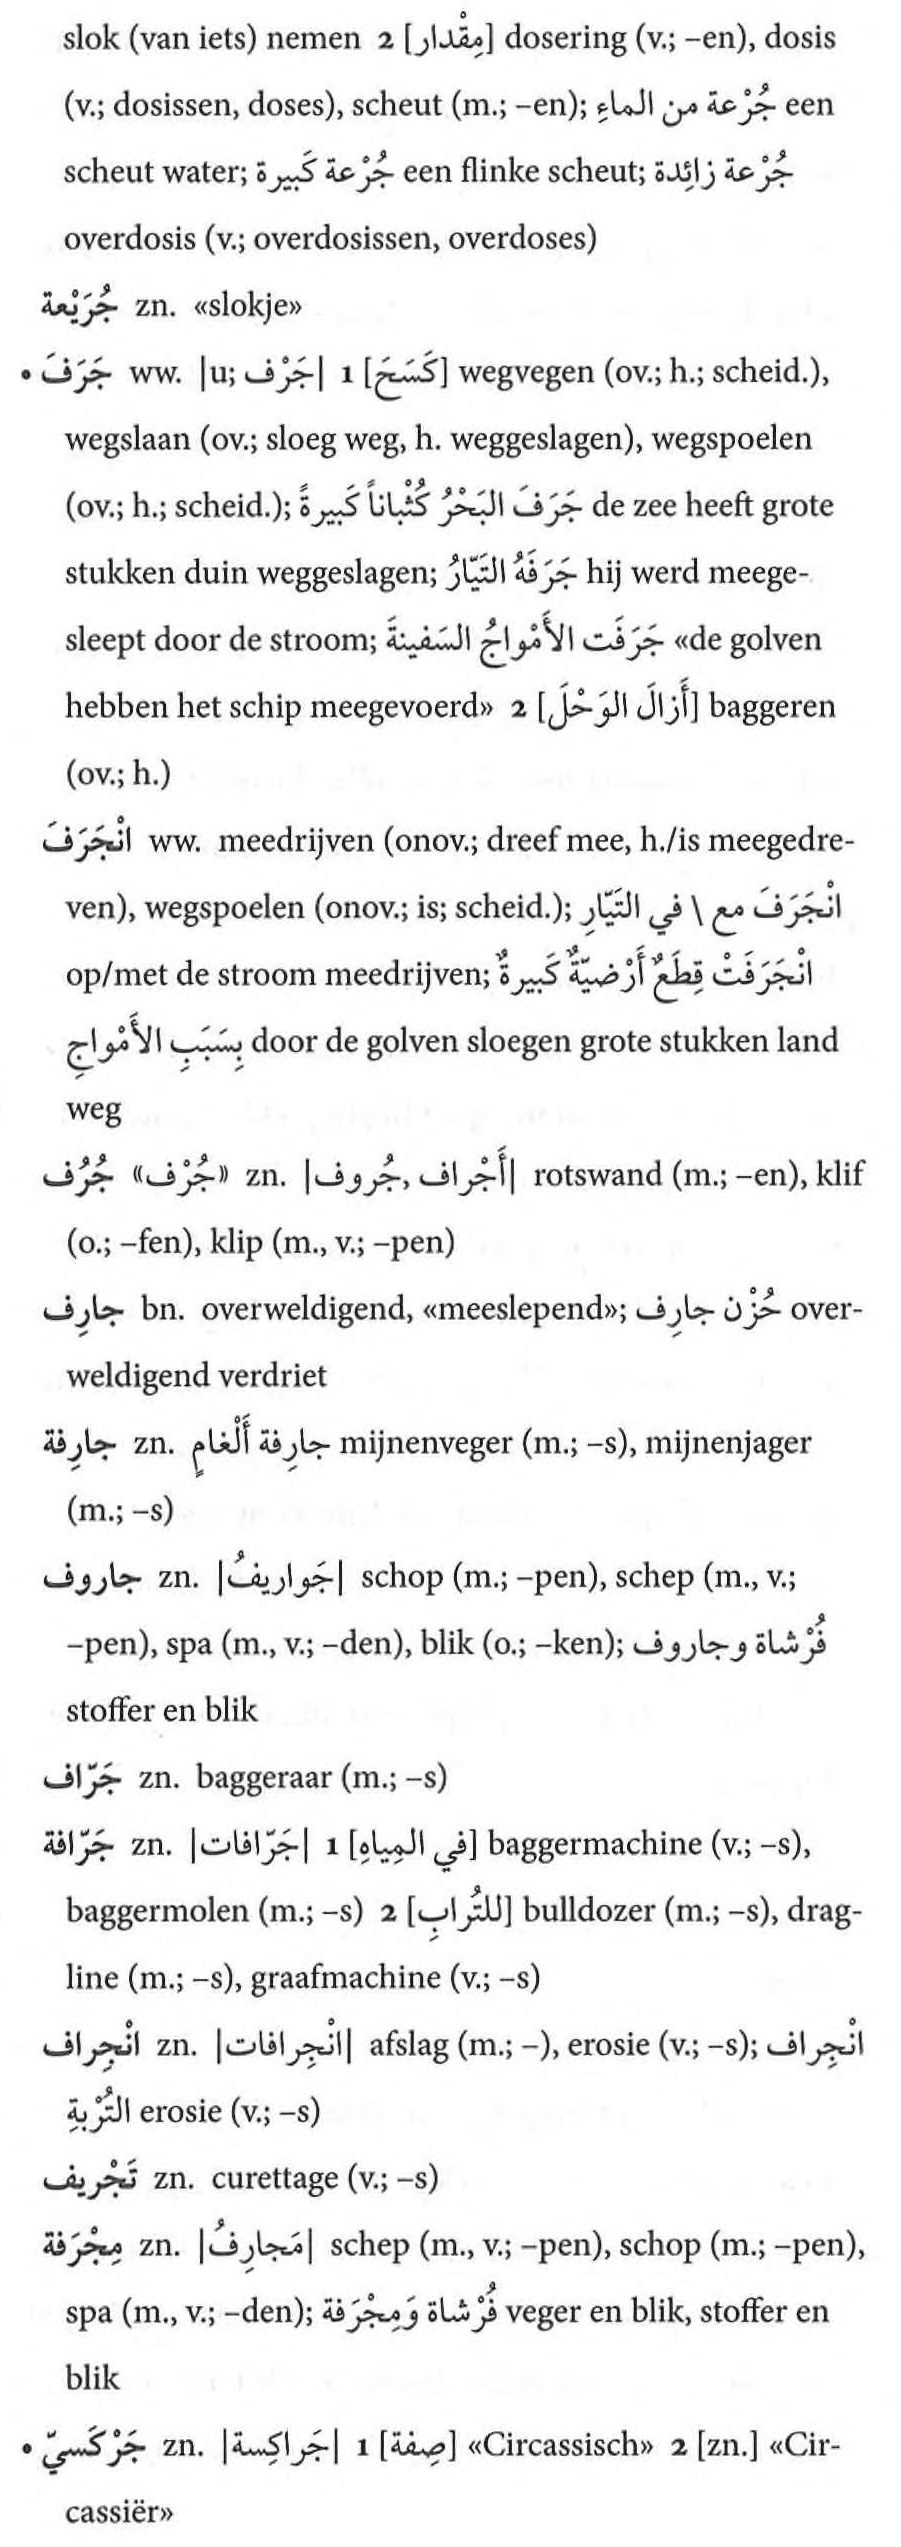 slok (van iets) nemen 2 [مِقْدار] dosering (v.; –en), dosis
(v.; dosissen, doses), scheut (m.; –en); جُرْعة من الماءِ een
scheut water; جُرْعة كَبيرة een flinke scheut; جُرْعة زائِدة
overdosis (v.; overdosissen, overdoses)
جُرَيْعة zn. «slokje»
• جَرَفَ ww. |u; جَرْف| 1 [كَسَحَ] wegvegen (ov.; h.; scheid.),
wegslaan (ov.; sloeg weg, h. weggeslagen), wegspoelen
(ov.; h.; scheid.); جَرَفَ البَحْرُ كُثْباناً كَبيرةً de zee heeft grote
stukken duin weggeslagen; جَرَفَهُ التَيّارُ hij werd meege-
sleept door de stroom; جَرَفَت الأَمْواجُ السَفينةَ «de golven
hebben het schip meegevoerd» 2 [أَزالَ الوَحْلَ] baggeren
(ov.; h.)
انْجَرَفَ ww. meedrijven (onov.; dreef mee, h./is meegedre-
ven), wegspoelen (onov.; is; scheid.); انْجَرَفَ مع \ في التَيّارِ
op/met de stroom meedrijven; انْجَرَفَتْ قِطَعٌ أَرْضيّةٌ كَبيرةٌ
بِسَبَبِ الأَمْواجِ door de golven sloegen grote stukken land
weg
جُرُف «جُرْف» zn. |أَجْراف, جُروف| rotswand (m.; –en), klif
(o.; –fen), klip (m., v.; –pen)
جارِف bn. overweldigend, «meeslepend»; حُزْن جارِف over-
weldigend verdriet
جارِفة zn. جارِفة أَلْغامٍ mijnenveger (m.; –s), mijnenjager
(m.; –s)
جاروف zn. |جَواريفُ| schop (m.; –pen), schep (m., v.;
–pen), spa (m., v.; –den), blik (o.; –ken); فُرْشاة وجاروف
stoffer en blik
جَرّاف zn. baggeraar (m.; –s)
جَرّافة zn. |جَرّافات| 1 [في المِياهِ] baggermachine (v.; –s),
baggermolen (m.; –s) 2 [للتُرابِ] bulldozer (m.; –s), drag-
line (m.; –s), graafmachine (v.; –s)
انْجِراف zn. |انْجِرافات| afslag (m.; –), erosie (v.; –s); انْجِراف
التُرْبةِ erosie (v.; –s)
تَجْريف zn. curettage (v.; –s)
مِجْرَفة zn. |مَجارِفُ| schep (m., v.; –pen), schop (m.; –pen),
spa (m., v.; –den); فُرْشاة وَمِجْرَفة veger en blik, stoffer en
blik
• جَرْكَسيّ zn. |جَراكِسة| 1 [صِفة] «Circassisch» 2 [zn.] «Cir-
cassiër»